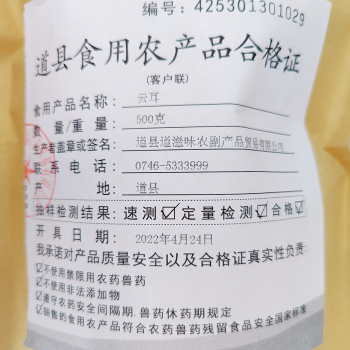 编号:425301301029
道县食用农产品合格证
(客户联)
食用产品名称: 云耳
数量/重量: 500克
生产者盖章或签名: 道县道滋味农副产品贸易有限公司
联系电话: 0746-5333999
产地: 道县
抽样检测结果:速测☑定量检测☑合格☑
开具日期: 2022年4月24日
我承诺对产品质量安全以及合格证真实性负责:
☑不使用禁限用农药兽药
☑不使用非法添加物
☑遵守农药安全间隔期、兽药休药期规定
☑销售的食用农产品符合农药兽药残留食品安全国家标准